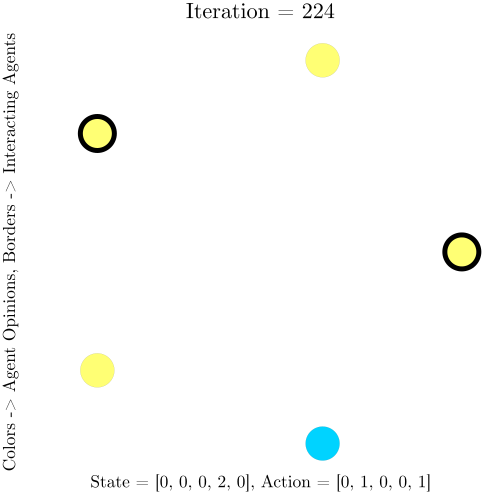 Iteration = 224
Colors -> Agent Opinions, Borders -> Interacting Agents
State = [0, 0, 0, 2, 0], Action = [0, 1, 0, 0, 1]